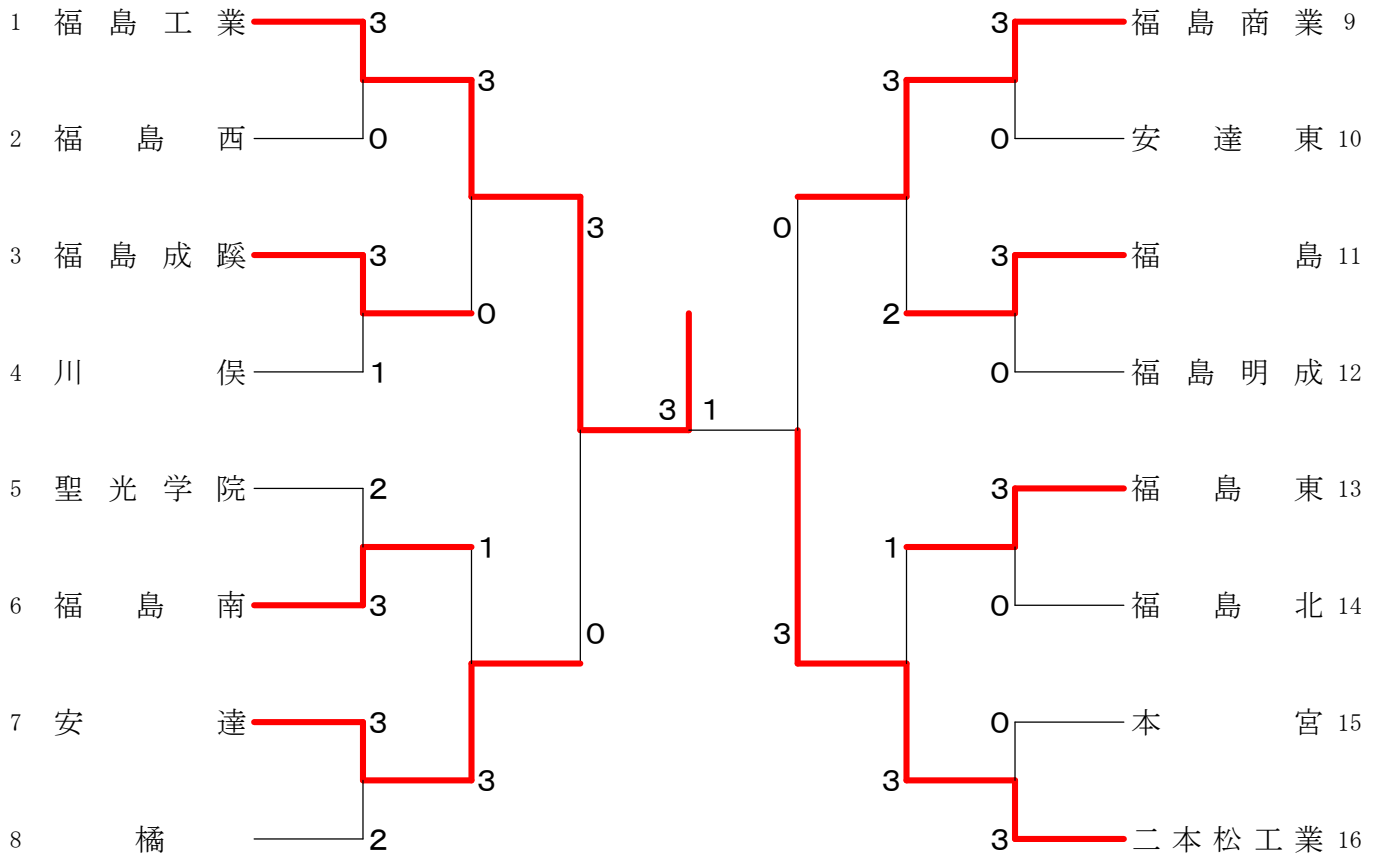 1 福島工業 3 3 福島商業 9
3 3
2 福島西 0 0 安達東 10
3 0
3 福島成蹊 3 3 福島 11
0 2
4 川俣 1 0 福島明成 12
3 1
5 聖光学院 2 3 福島東 13
1 1
6 福島南 3 0 福島北 14
0 3
7 安達 3 0 本宮 15
3 3
8 橘 2 3 二本松工業 16